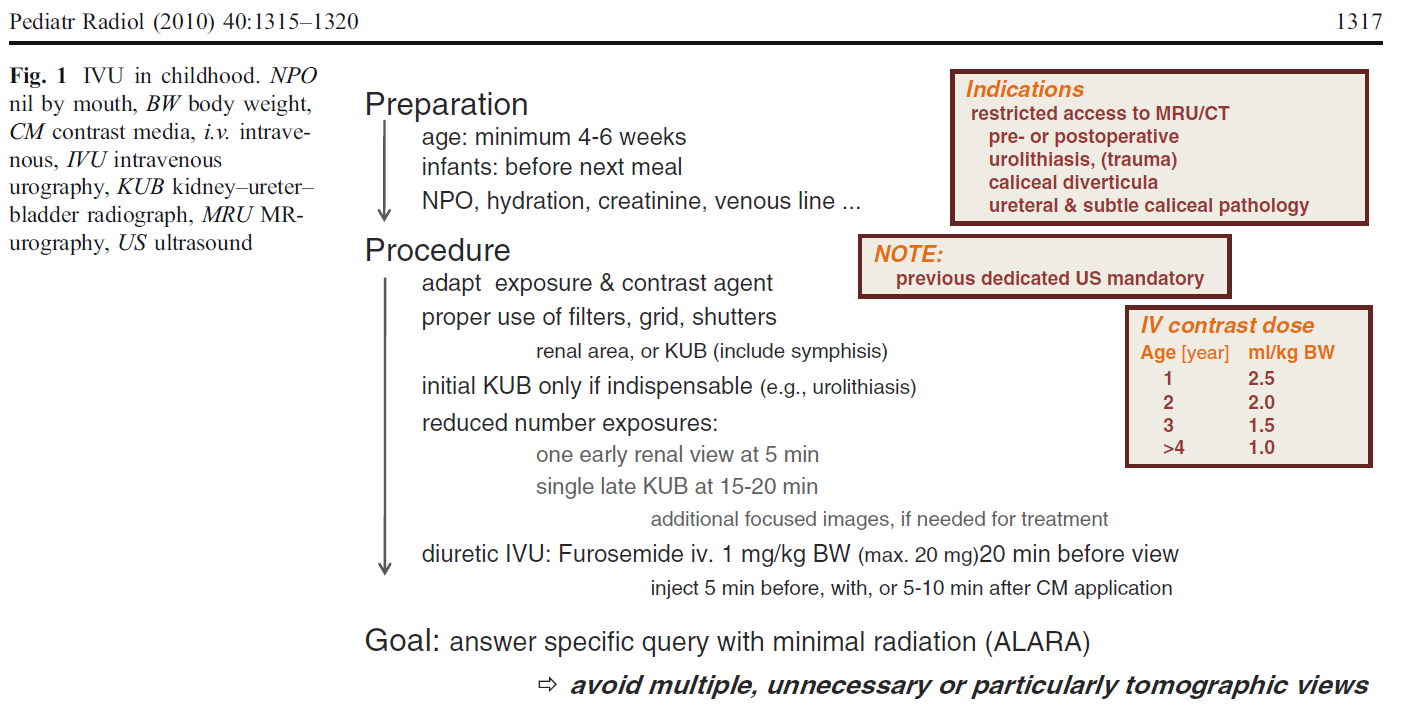 Pediatr Radiol (2010) 40:1315–1320
1317
Fig. 1 IVU in childhood. NPO
nil by mouth, BW body weight,
CM contrast media, i.v. intrave-
nous, IVU intravenous
urography, KUB kidney–ureter–
bladder radiograph, MRU MR-
urography, US ultrasound
Preparation
age: minimum 4-6 weeks
infants: before next meal
NPO, hydration, creatinine, venous line ...
Indications
restricted access to MRU/CT
pre- or postoperative
urolithiasis, (trauma)
caliceal diverticula
ureteral & subtle caliceal pathology
Procedure
adapt exposure & contrast agent
proper use of filters, grid, shutters
renal area, or KUB (include symphisis)
initial KUB only if indispensable (e.g., urolithiasis)
reduced number exposures:
one early renal view at 5 min
single late KUB at 15-20 min
additional focused images, if needed for treatment
diuretic IVU: Furosemide iv. 1 mg/kg BW (max. 20 mg)20 min before view
inject 5 min before, with, or 5-10 min after CM application
NOTE:
previous dedicated US mandatory
IV contrast dose
Age [year] ml/kg BW
1 2.5
2 2.0
3 1.5
>4 1.0
Goal: answer specific query with minimal radiation (ALARA)
⇨ avoid multiple, unnecessary or particularly tomographic views